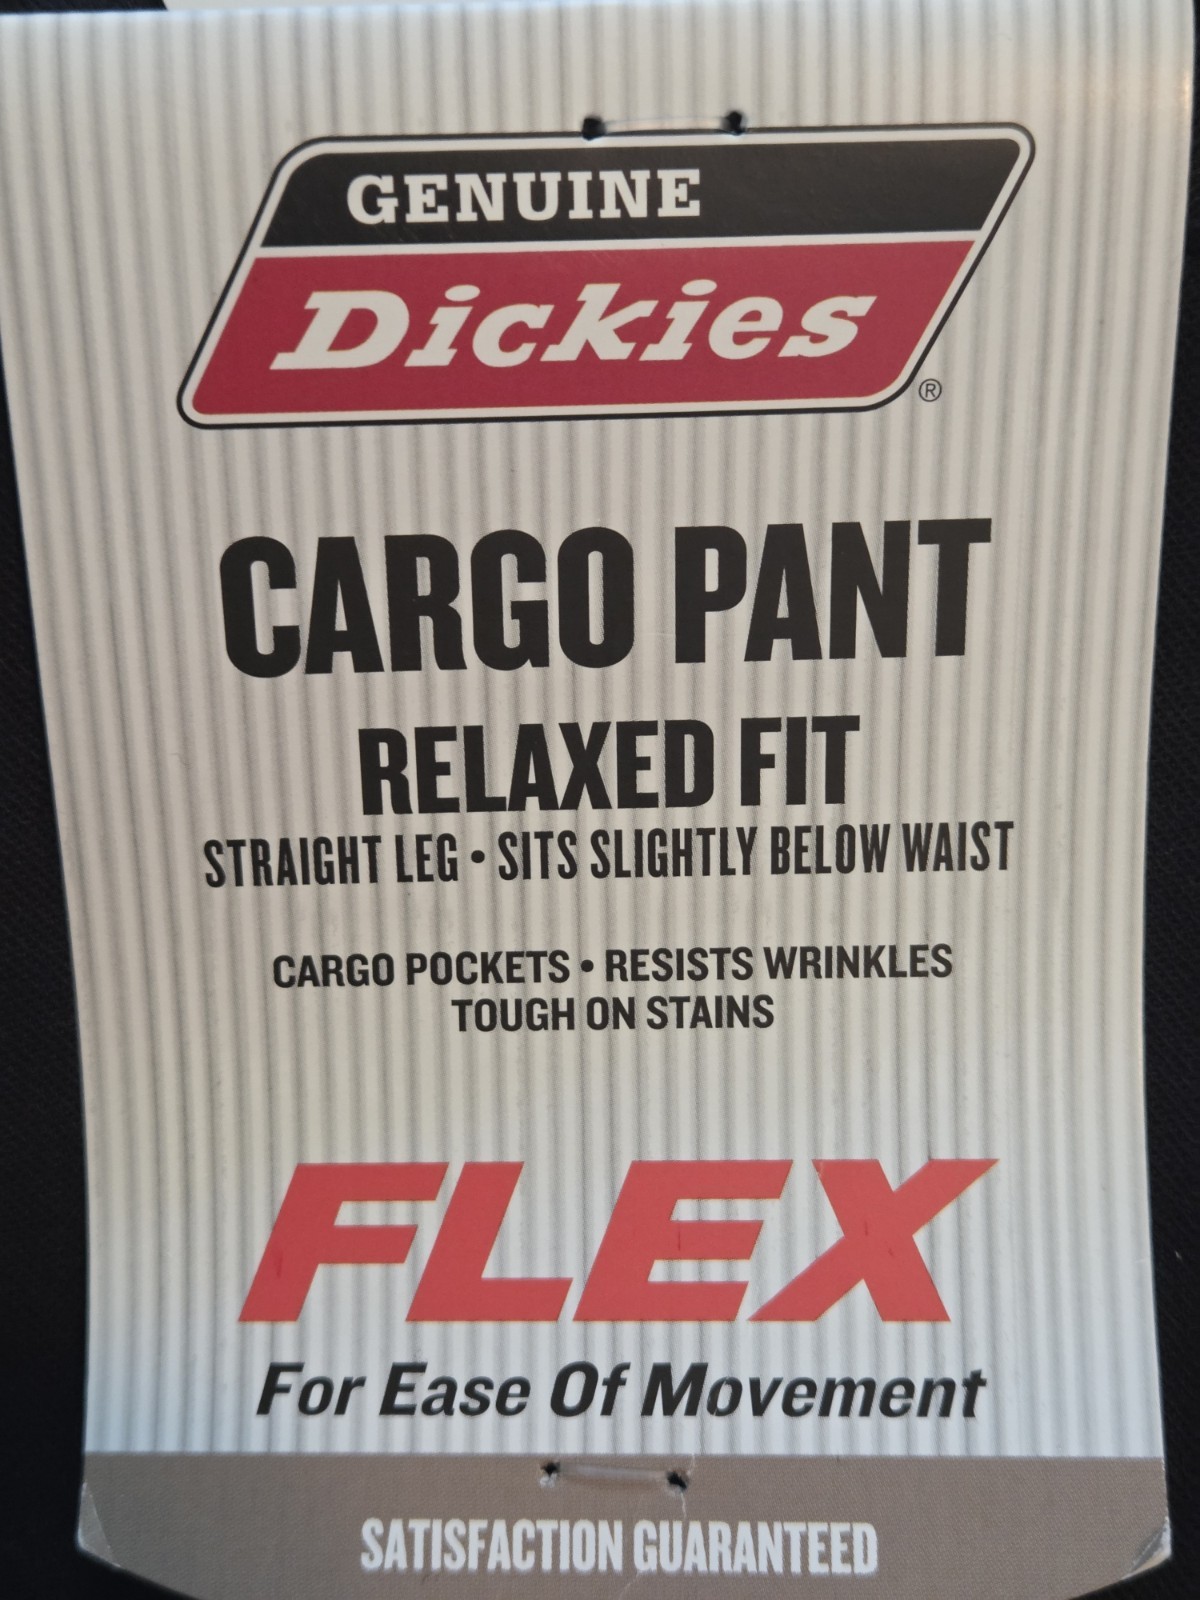 GENUINE
Dickies
®
CARGO PANT
RELAXED FIT
STRAIGHT LEG • SITS SLIGHTLY BELOW WAIST
CARGO POCKETS • RESISTS WRINKLES
TOUGH ON STAINS
FLEX
For Ease Of Movement
SATISFACTION GUARANTEED